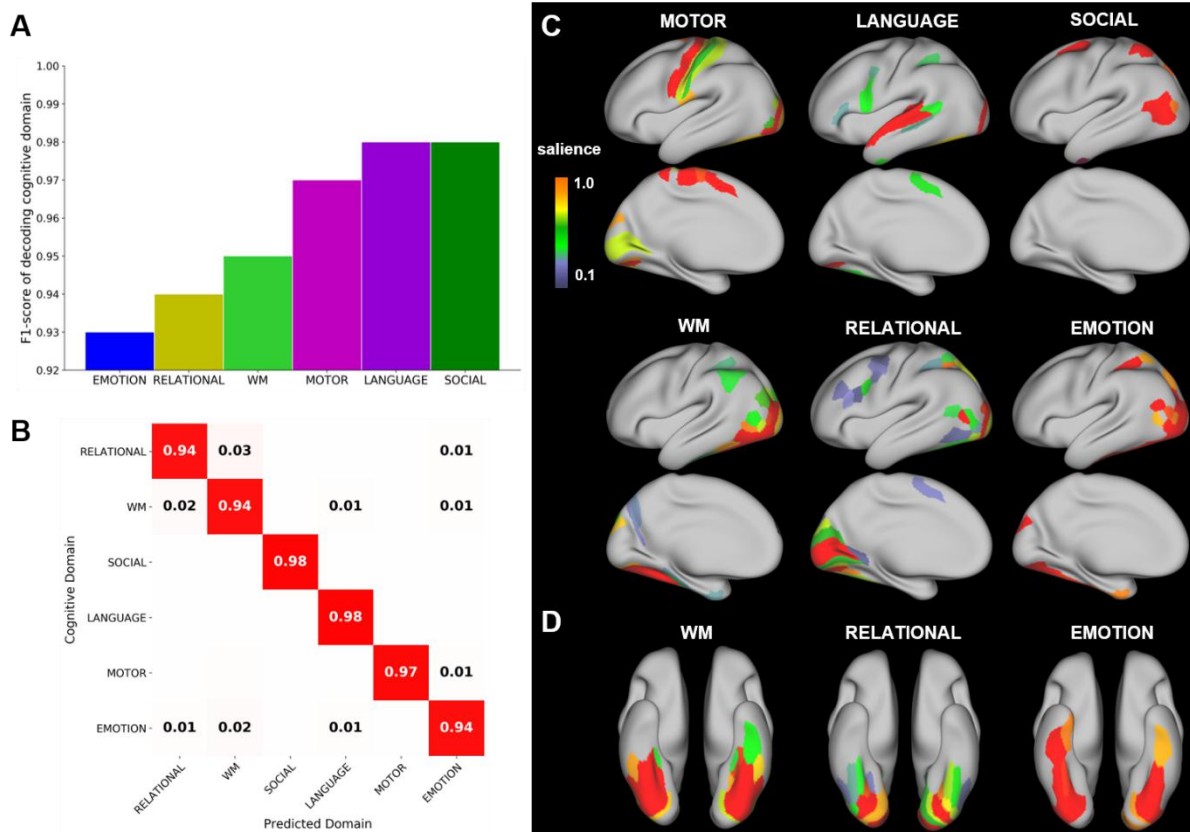 A
F1-score of decoding cognitive domain
1.00
0.99
0.98
0.97
0.96
0.95
0.94
0.93
0.92
EMOTION RELATIONAL WM MOTOR LANGUAGE SOCIAL
B
Cognitive Domain
RELATIONAL 0.94 0.03 0.01
WM 0.02 0.94 0.01 0.01
SOCIAL 0.98
LANGUAGE 0.98
MOTOR 0.97 0.01
EMOTION 0.01 0.02 0.01 0.94
RELATIONAL WM SOCIAL LANGUAGE MOTOR EMOTION
Predicted Domain
C
MOTOR LANGUAGE SOCIAL
salience
1.0
0.1
WM RELATIONAL EMOTION
D
WM RELATIONAL EMOTION